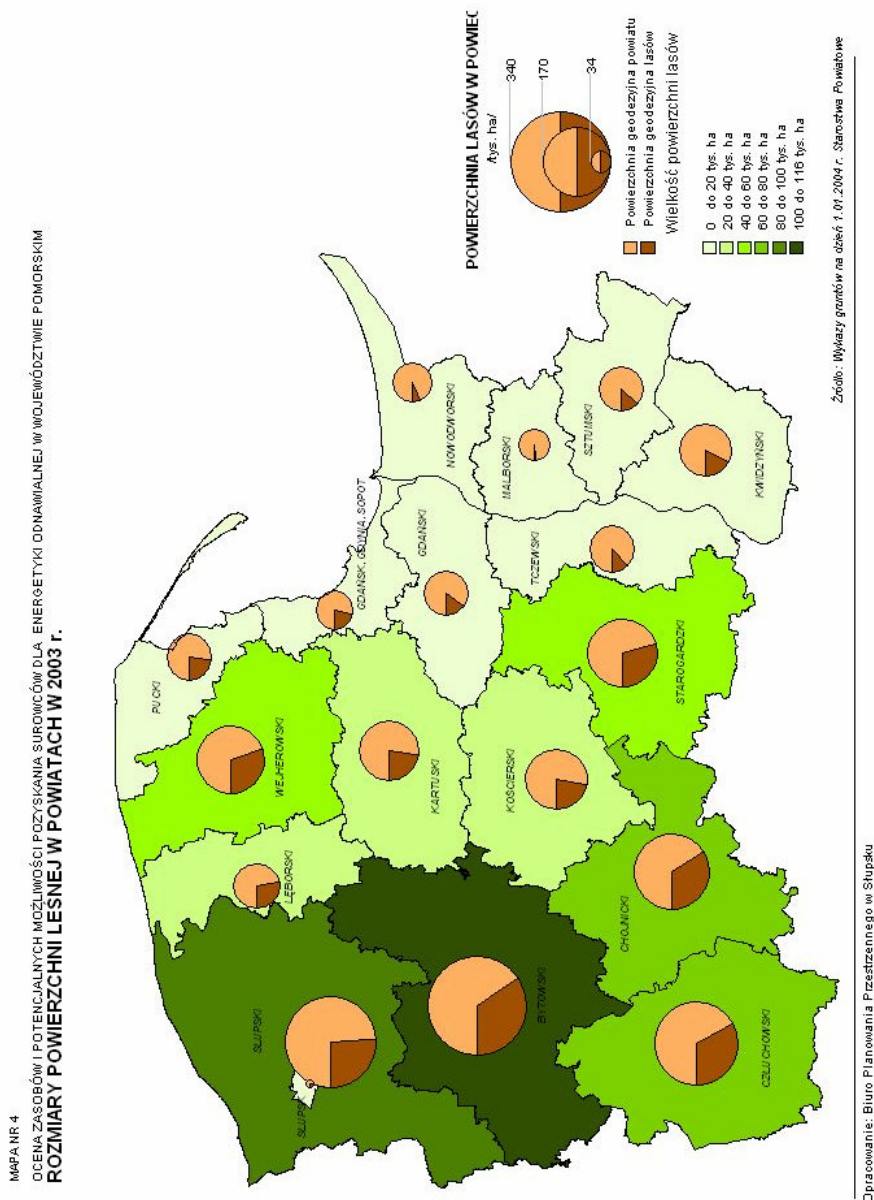 MAPA NR 4
OCENA ZASOBÓW I POTENCJALNYCH MOŻLIWOŚCI POZYSKANIA SUROWCÓW DLA ENERGETYKI ODNAWIALNEJ W WOJEWÓDZTWIE POMORSKIM
ROZMIARY POWIERZCHNI LEŚNEJ W POWIATACH W 2003 r.
PUCKI
WEJHEROWSKI
LĘBORSKI
SŁUPSKI
SŁUPSK
GDAŃSK, GDYNIA, SOPOT
KARTUSKI
GDAŃSKI
NOWODWORSKI
BYTOWSKI
KOŚCIERSKI
MALBORSKI
TCZEWSKI
SZTUMSKI
STAROGARDZKI
CHOJNICKI
CZŁUCHOWSKI
KWIDZYŃSKI
POWIERZCHNIA LASÓW W POWIEC
/tys. ha/
340
170
34
Powierzchnia geodezyjna powiatu
Powierzchnia geodezyjna lasów
Wielkość powierzchni lasów
0 do 20 tys. ha
20 do 40 tys. ha
40 do 60 tys. ha
60 do 80 tys. ha
80 do 100 tys. ha
100 do 116 tys. ha
Źródło: Wykazy gruntów na dzień 1.01.2004 r. Starostwa Powiatowe
Opracowanie: Biuro Planowania Przestrzennego w Słupsku